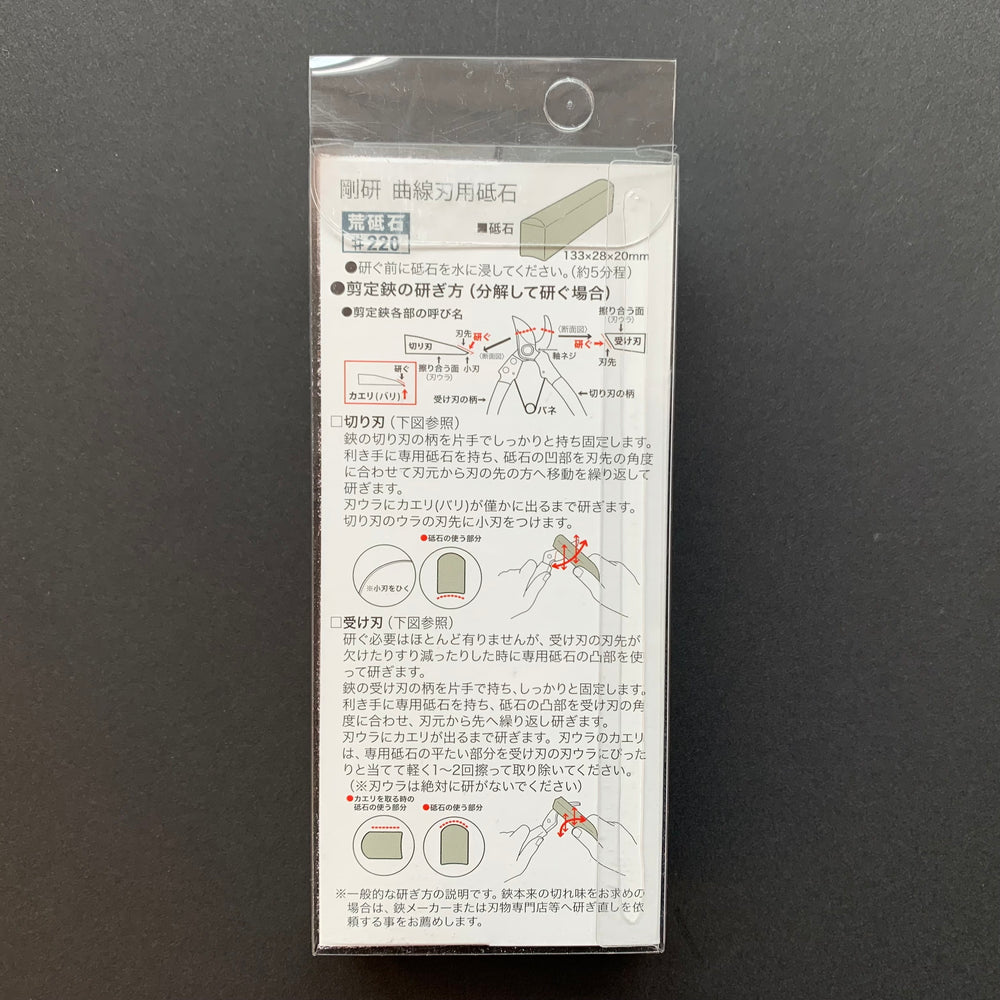 剛研 曲線刃用砥石
荒砥石
#220
■砥石
133×28×20mm
●研ぐ前に砥石を水に浸してください。(約5分程)
●剪定鋏の研ぎ方（分解して研ぐ場合）
●剪定鋏各部の呼び名
刃先
研ぐ
切り刃
〈断面図〉
擦り合う面
(刃ウラ)
小刃
研ぐ
カエリ(バリ)
〈断面図〉
軸ネジ
擦り合う面
(刃ウラ)
受け刃
研ぐ
刃先
受け刃の柄
切り刃の柄
バネ
□切り刃（下図参照）
鋏の切り刃の柄を片手でしっかりと持ち固定します。
利き手に専用砥石を持ち、砥石の凹部を刃先の角度
に合わせて刃元から刃の先の方へ移動を繰り返して
研ぎます。
刃ウラにカエリ(バリ)が僅かに出るまで研ぎます。
切り刃のウラの刃先に小刃をつけます。
●砥石の使う部分
※小刃をひく
□受け刃（下図参照）
研ぐ必要はほとんど有りませんが、受け刃の刃先が
欠けたりすり減ったりした時に専用砥石の凸部を使
って研ぎます。
鋏の受け刃の柄を片手で持ち、しっかりと固定します。
利き手に専用砥石を持ち、砥石の凸部を受け刃の角
度に合わせ、刃元から先へ繰り返し研ぎます。
刃ウラにカエリが出るまで研ぎます。刃ウラのカエリ
は、専用砥石の平たい部分を受け刃の刃ウラにぴった
りと当てて軽く1〜2回擦って取り除いてください。
（※刃ウラは絶対に研がないでください）
●カエリを取る時の
砥石の使う部分
●砥石の使う部分
※一般的な研ぎ方の説明です。鋏本来の切れ味をお求めの
場合は、鋏メーカーまたは刃物専門店等へ研ぎ直しを依
頼する事をお薦めします。